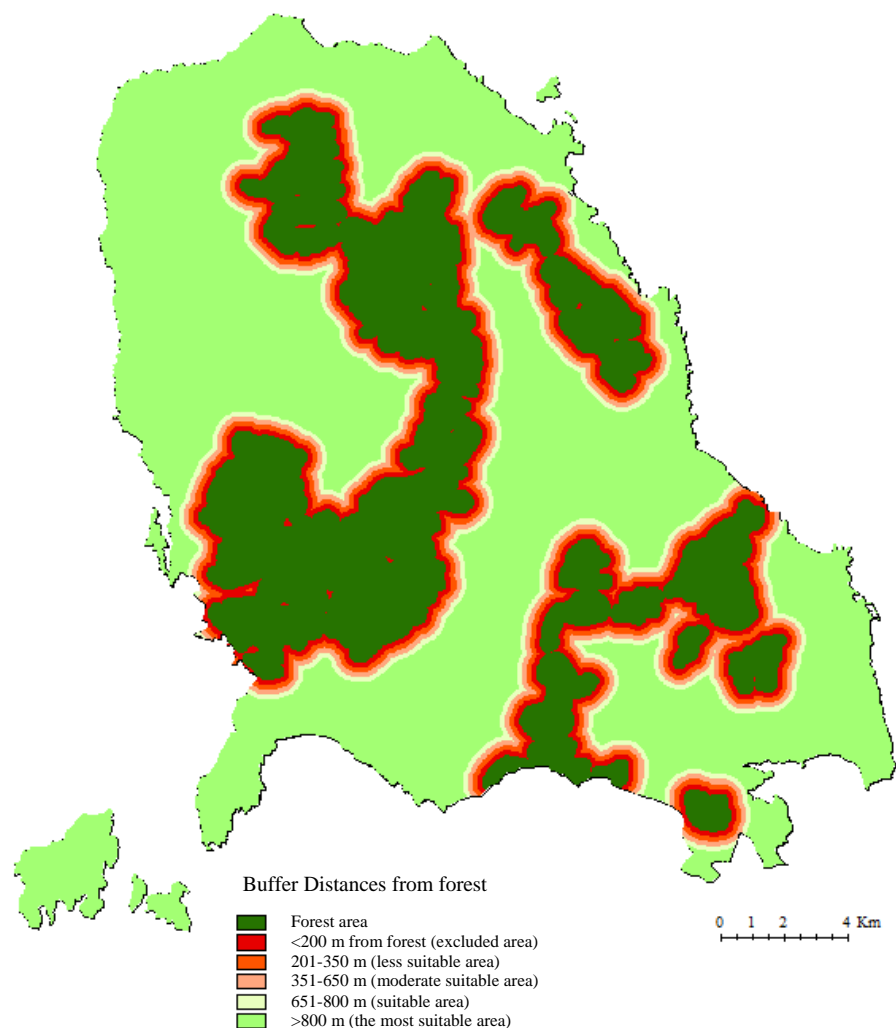 Buffer Distances from forest
Forest area
<200 m from forest (excluded area)
201-350 m (less suitable area)
351-650 m (moderate suitable area)
651-800 m (suitable area)
>800 m (the most suitable area)
0 1 2 4 Km